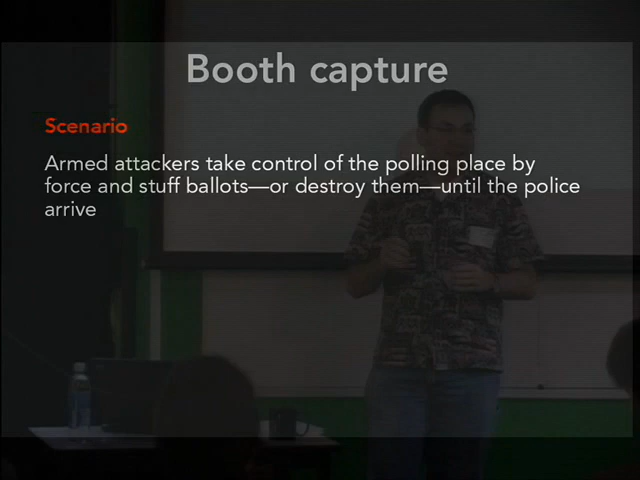 Booth capture
Scenario
Armed attackers take control of the polling place by
force and stuff ballots—or destroy them—until the police
arrive